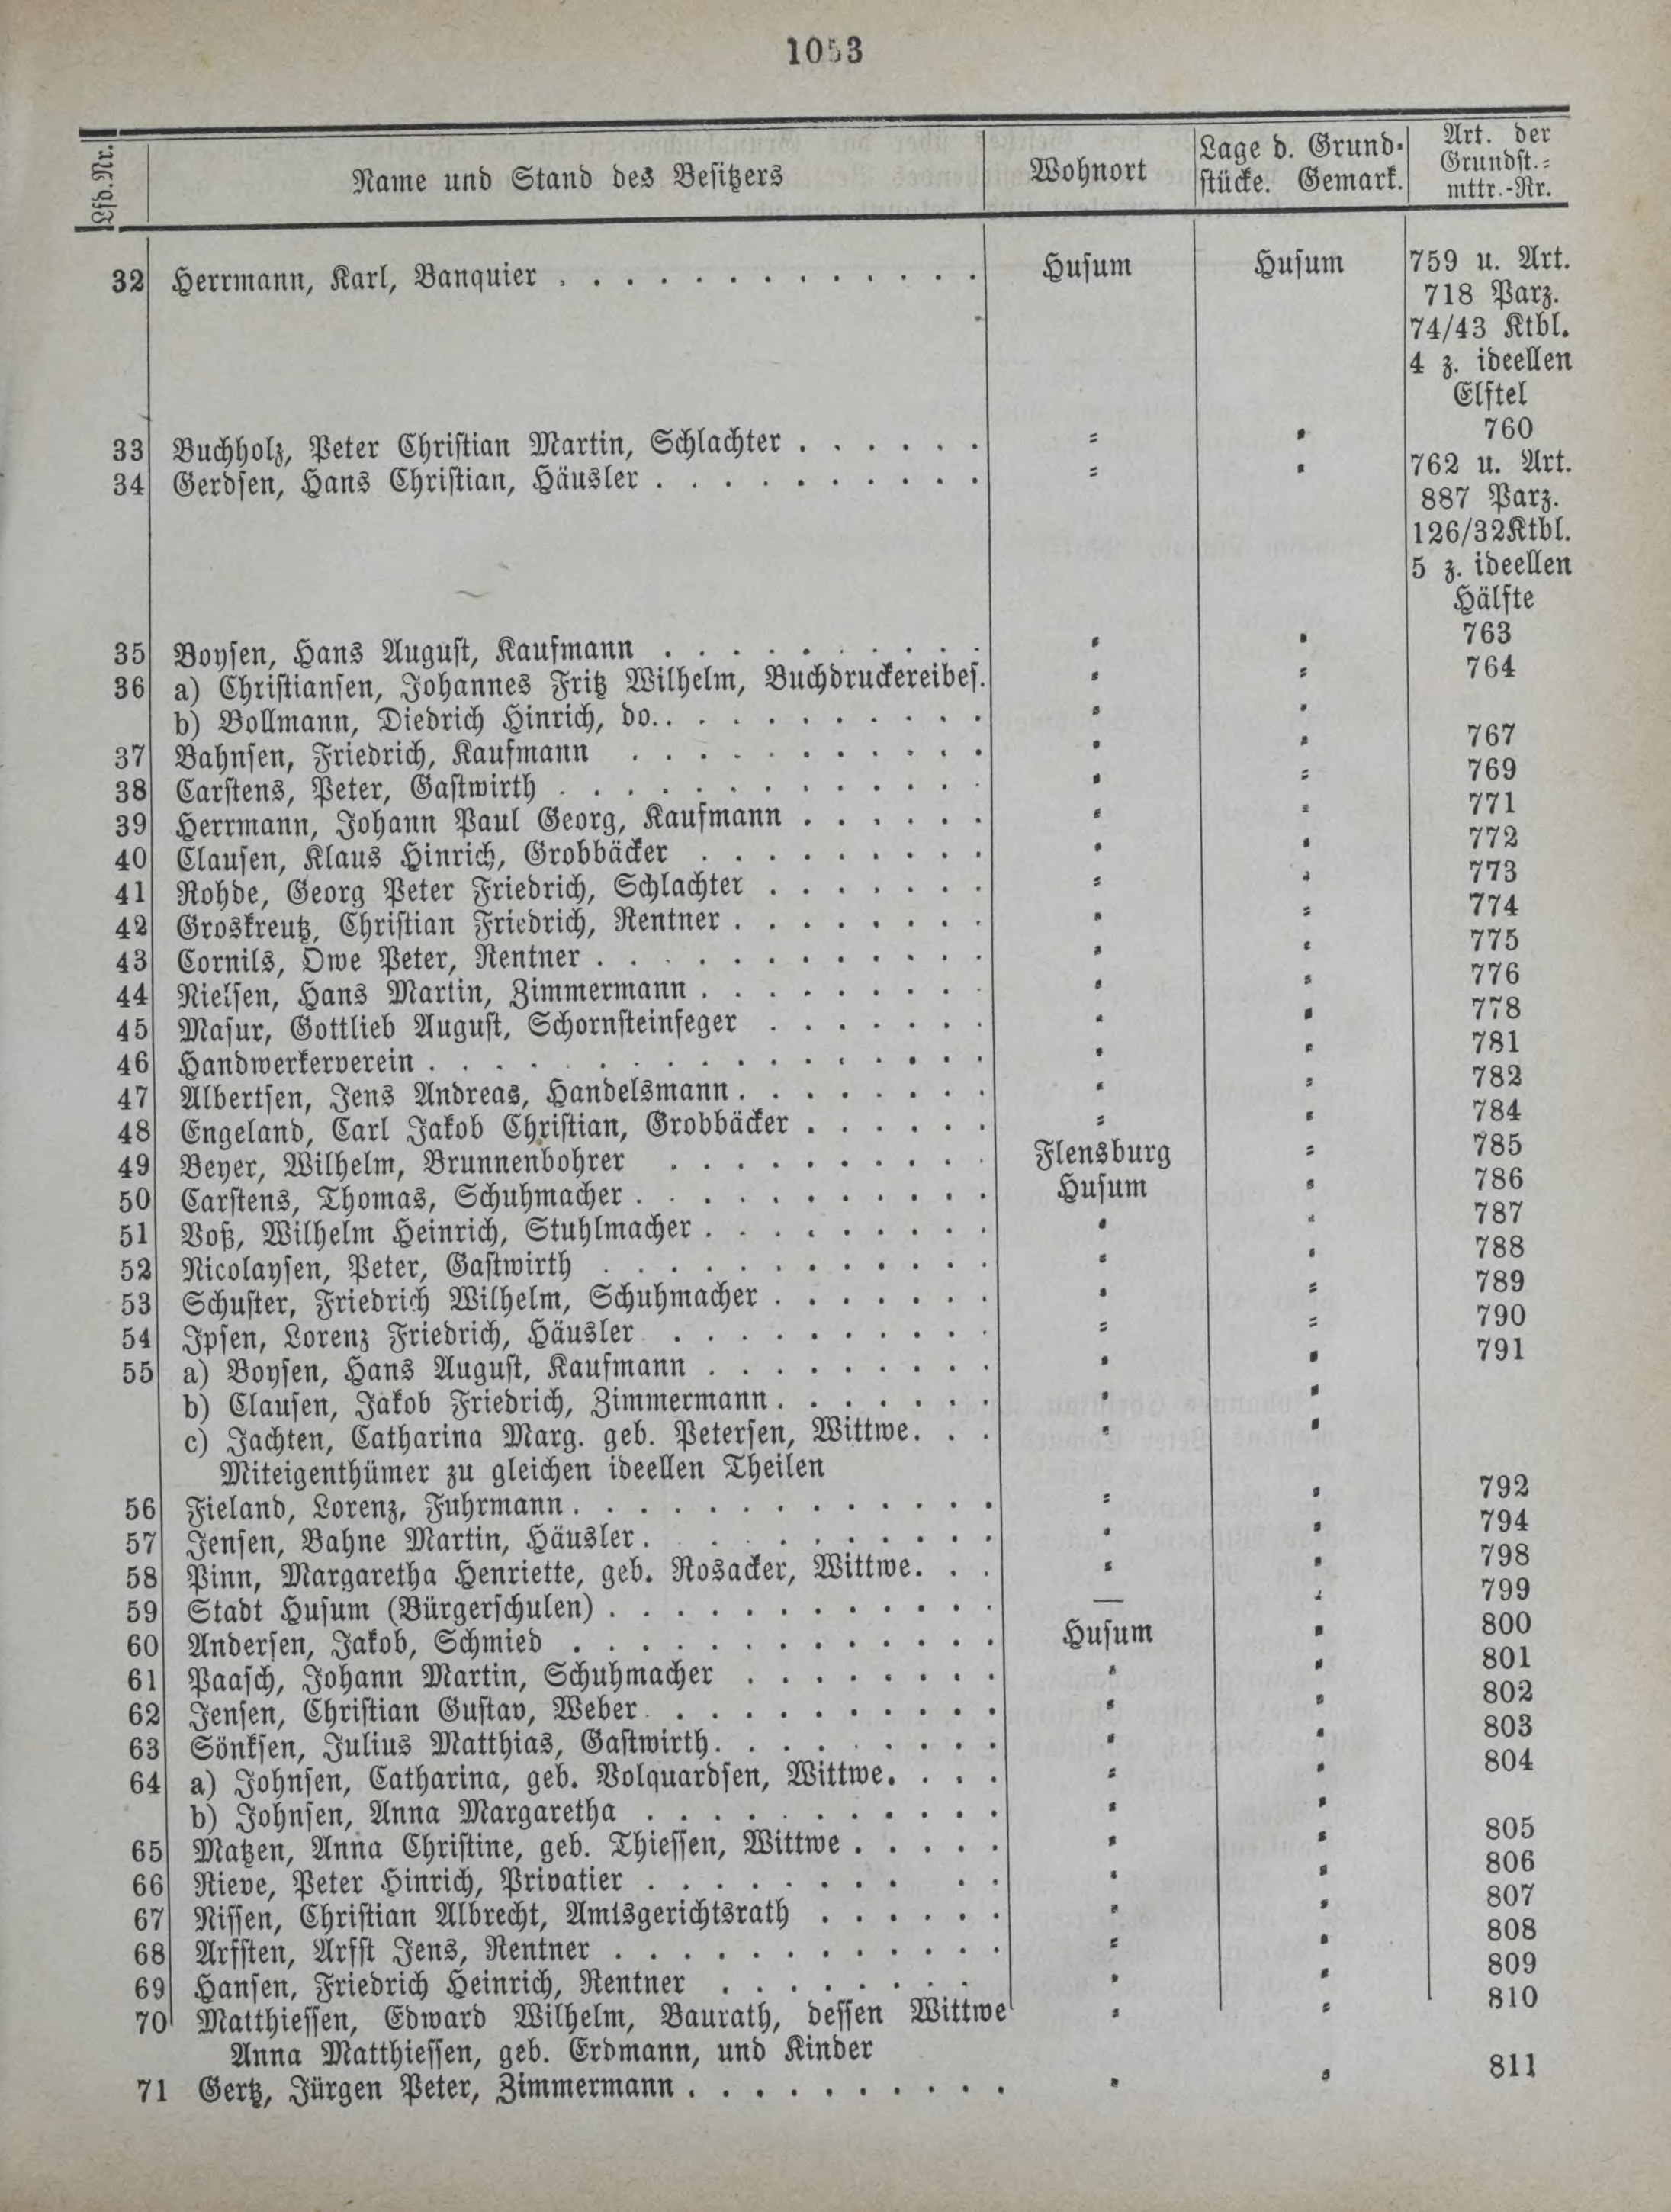 1053
Lfd. Nr. Name und Stand des Besitzers Wohnort Lage d. Grund- Art. der
stücke. Gemark. Grundst.=
mttr.-Nr.
32 Herrmann, Karl, Banquier . . . . . . . . . . . . . Husum Husum 759 u. Art.
718 Parz.
74/43 Ktbl.
4 z. ideellen
Elftel
33 Buchholz, Peter Christian Martin, Schlachter . . . . . . = = 760
34 Gerdsen, Hans Christian, Häusler . . . . . . . . . . = = 762 u. Art.
887 Parz.
126/32Ktbl.
5 z. ideellen
Hälfte
35 Boysen, Hans August, Kaufmann . . . . . . . . . . = = 763
36 a) Christiansen, Johannes Fritz Wilhelm, Buchdruckereibes. = = 764
b) Bollmann, Diedrich Hinrich, do. . . . . . . . . . . = =
37 Bahnsen, Friedrich, Kaufmann . . . . . . . . . . . = = 767
38 Carstens, Peter, Gastwirth . . . . . . . . . . . . . = = 769
39 Herrmann, Johann Paul Georg, Kaufmann . . . . . . = = 771
40 Clausen, Klaus Hinrich, Grobbäcker . . . . . . . . . = = 772
41 Rohde, Georg Peter Friedrich, Schlachter . . . . . . . = = 773
42 Groskreutz, Christian Friedrich, Rentner . . . . . . . . = = 774
43 Cornils, Owe Peter, Rentner . . . . . . . . . . . . = = 775
44 Nielsen, Hans Martin, Zimmermann . . . . . . . . . = = 776
45 Masur, Gottlieb August, Schornsteinfeger . . . . . . . = = 778
46 Handwerkerverein . . . . . . . . . . . . . . . . . = = 781
47 Albertsen, Jens Andreas, Handelsmann . . . . . . . . = = 782
48 Engeland, Carl Jakob Christian, Grobbäcker . . . . . . = = 784
49 Beyer, Wilhelm, Brunnenbohrer . . . . . . . . . . Flensburg = 785
50 Carstens, Thomas, Schuhmacher . . . . . . . . . . . Husum = 786
51 Voß, Wilhelm Heinrich, Stuhlmacher . . . . . . . . . = = 787
52 Nicolaysen, Peter, Gastwirth . . . . . . . . . . . . = = 788
53 Schuster, Friedrich Wilhelm, Schuhmacher . . . . . . . = = 789
54 Ipsen, Lorenz Friedrich, Häusler . . . . . . . . . . . = = 790
55 a) Boysen, Hans August, Kaufmann . . . . . . . . . = = 791
b) Clausen, Jakob Friedrich, Zimmermann . . . . . . . = =
c) Jachten, Catharina Marg. geb. Petersen, Wittwe. . . = =
Miteigenthümer zu gleichen ideellen Theilen
56 Fieland, Lorenz, Fuhrmann . . . . . . . . . . . . . = = 792
57 Jensen, Bahne Martin, Häusler . . . . . . . . . . . = = 794
58 Pinn, Margaretha Henriette, geb. Rosacker, Wittwe. . . = = 798
59 Stadt Husum (Bürgerschulen) . . . . . . . . . . . . — = 799
60 Andersen, Jakob, Schmied . . . . . . . . . . . . . Husum = 800
61 Paasch, Johann Martin, Schuhmacher . . . . . . . . = = 801
62 Jensen, Christian Gustav, Weber . . . . . . . . . . . = = 802
63 Sönksen, Julius Matthias, Gastwirth . . . . . . . . . = = 803
64 a) Johnsen, Catharina, geb. Volquardsen, Wittwe. . . . = = 804
b) Johnsen, Anna Margaretha . . . . . . . . . . . = =
65 Matzen, Anna Christine, geb. Thiessen, Wittwe . . . . . = = 805
66 Rieve, Peter Hinrich, Privatier . . . . . . . . . . = = 806
67 Nissen, Christian Albrecht, Amtsgerichtsrath . . . . . . = = 807
68 Arfsten, Arfst Jens, Rentner . . . . . . . . . . . . = = 808
69 Hansen, Friedrich Heinrich, Rentner . . . . . . . . = = 809
70 Matthiessen, Edward Wilhelm, Baurath, dessen Wittwe = = 810
Anna Matthiessen, geb. Erdmann, und Kinder
71 Gertz, Jürgen Peter, Zimmermann . . . . . . . . . . = = 811